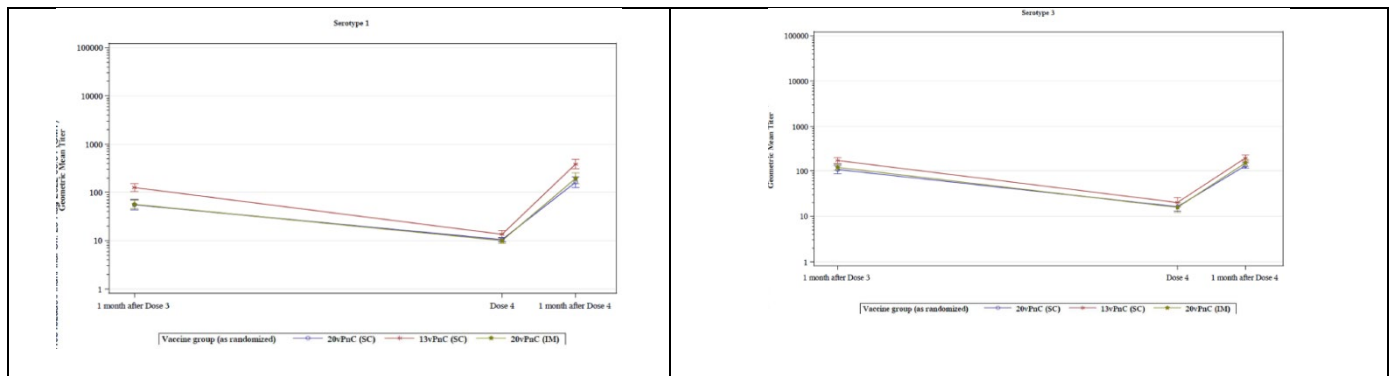 Serotype 1
100000
10000
1000
100
10
1
Geometric Mean Titer
1 month after Dose 3
Dose 4
1 month after Dose 4
Vaccine group (as randomized) 20vPnC (SC) 13vPnC (SC) 20vPnC (IM)
Serotype 3
100000
10000
1000
100
10
1
Geometric Mean Titer
1 month after Dose 3
Dose 4
1 month after Dose 4
Vaccine group (as randomized) 20vPnC (SC) 13vPnC (SC) 20vPnC (IM)